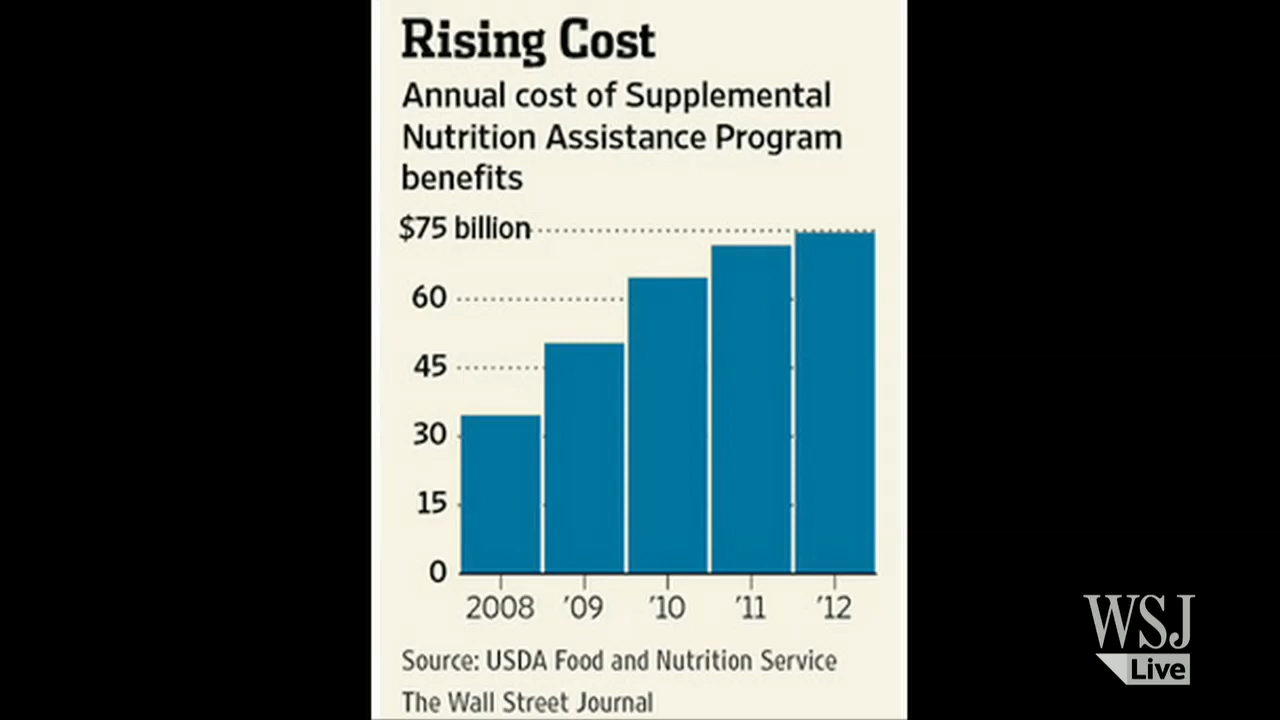 Rising Cost
Annual cost of Supplemental
Nutrition Assistance Program
benefits
$75 billion
60
45
30
15
0
2008 '09 '10 '11 '12
Source: USDA Food and Nutrition Service
The Wall Street Journal
WSJ
Live